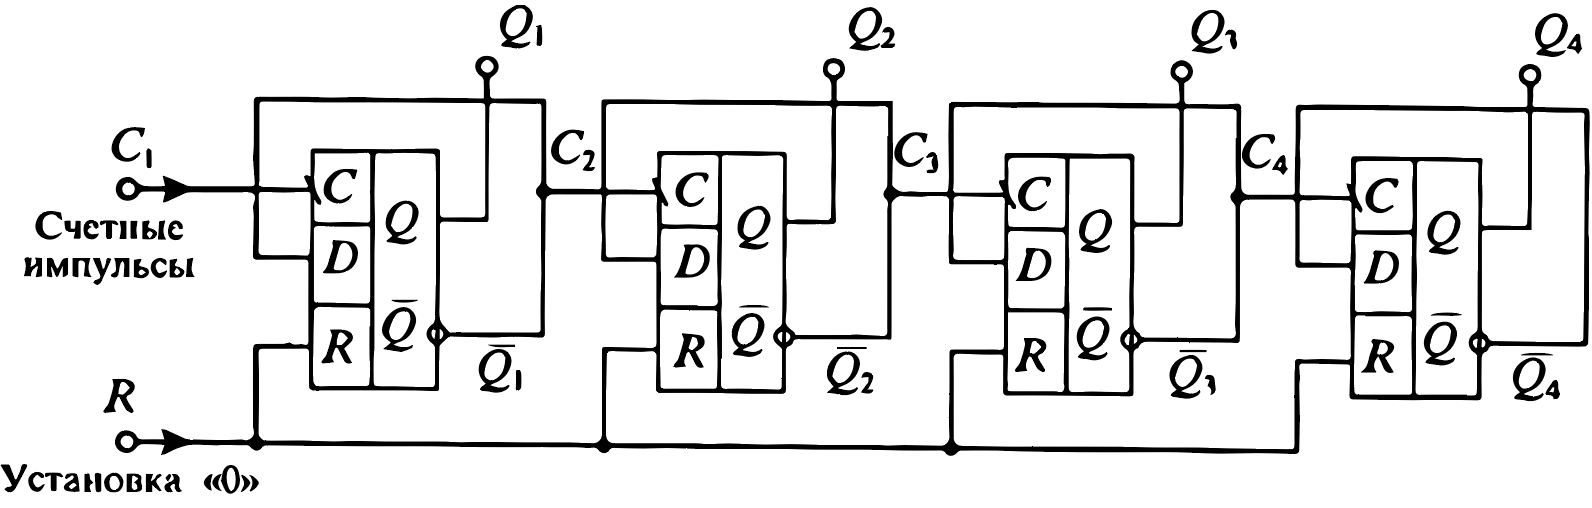 Q₁ Q₂ Q₃ Q₄
C₁ C₂ C₃ C₄
Счетные
импульсы
C Q C Q C Q C Q
D D D D
R Q̅ R Q̅ R Q̅ R Q̅
Q̅₁ Q̅₂ Q̅₃ Q̅₄
R
Установка «0»